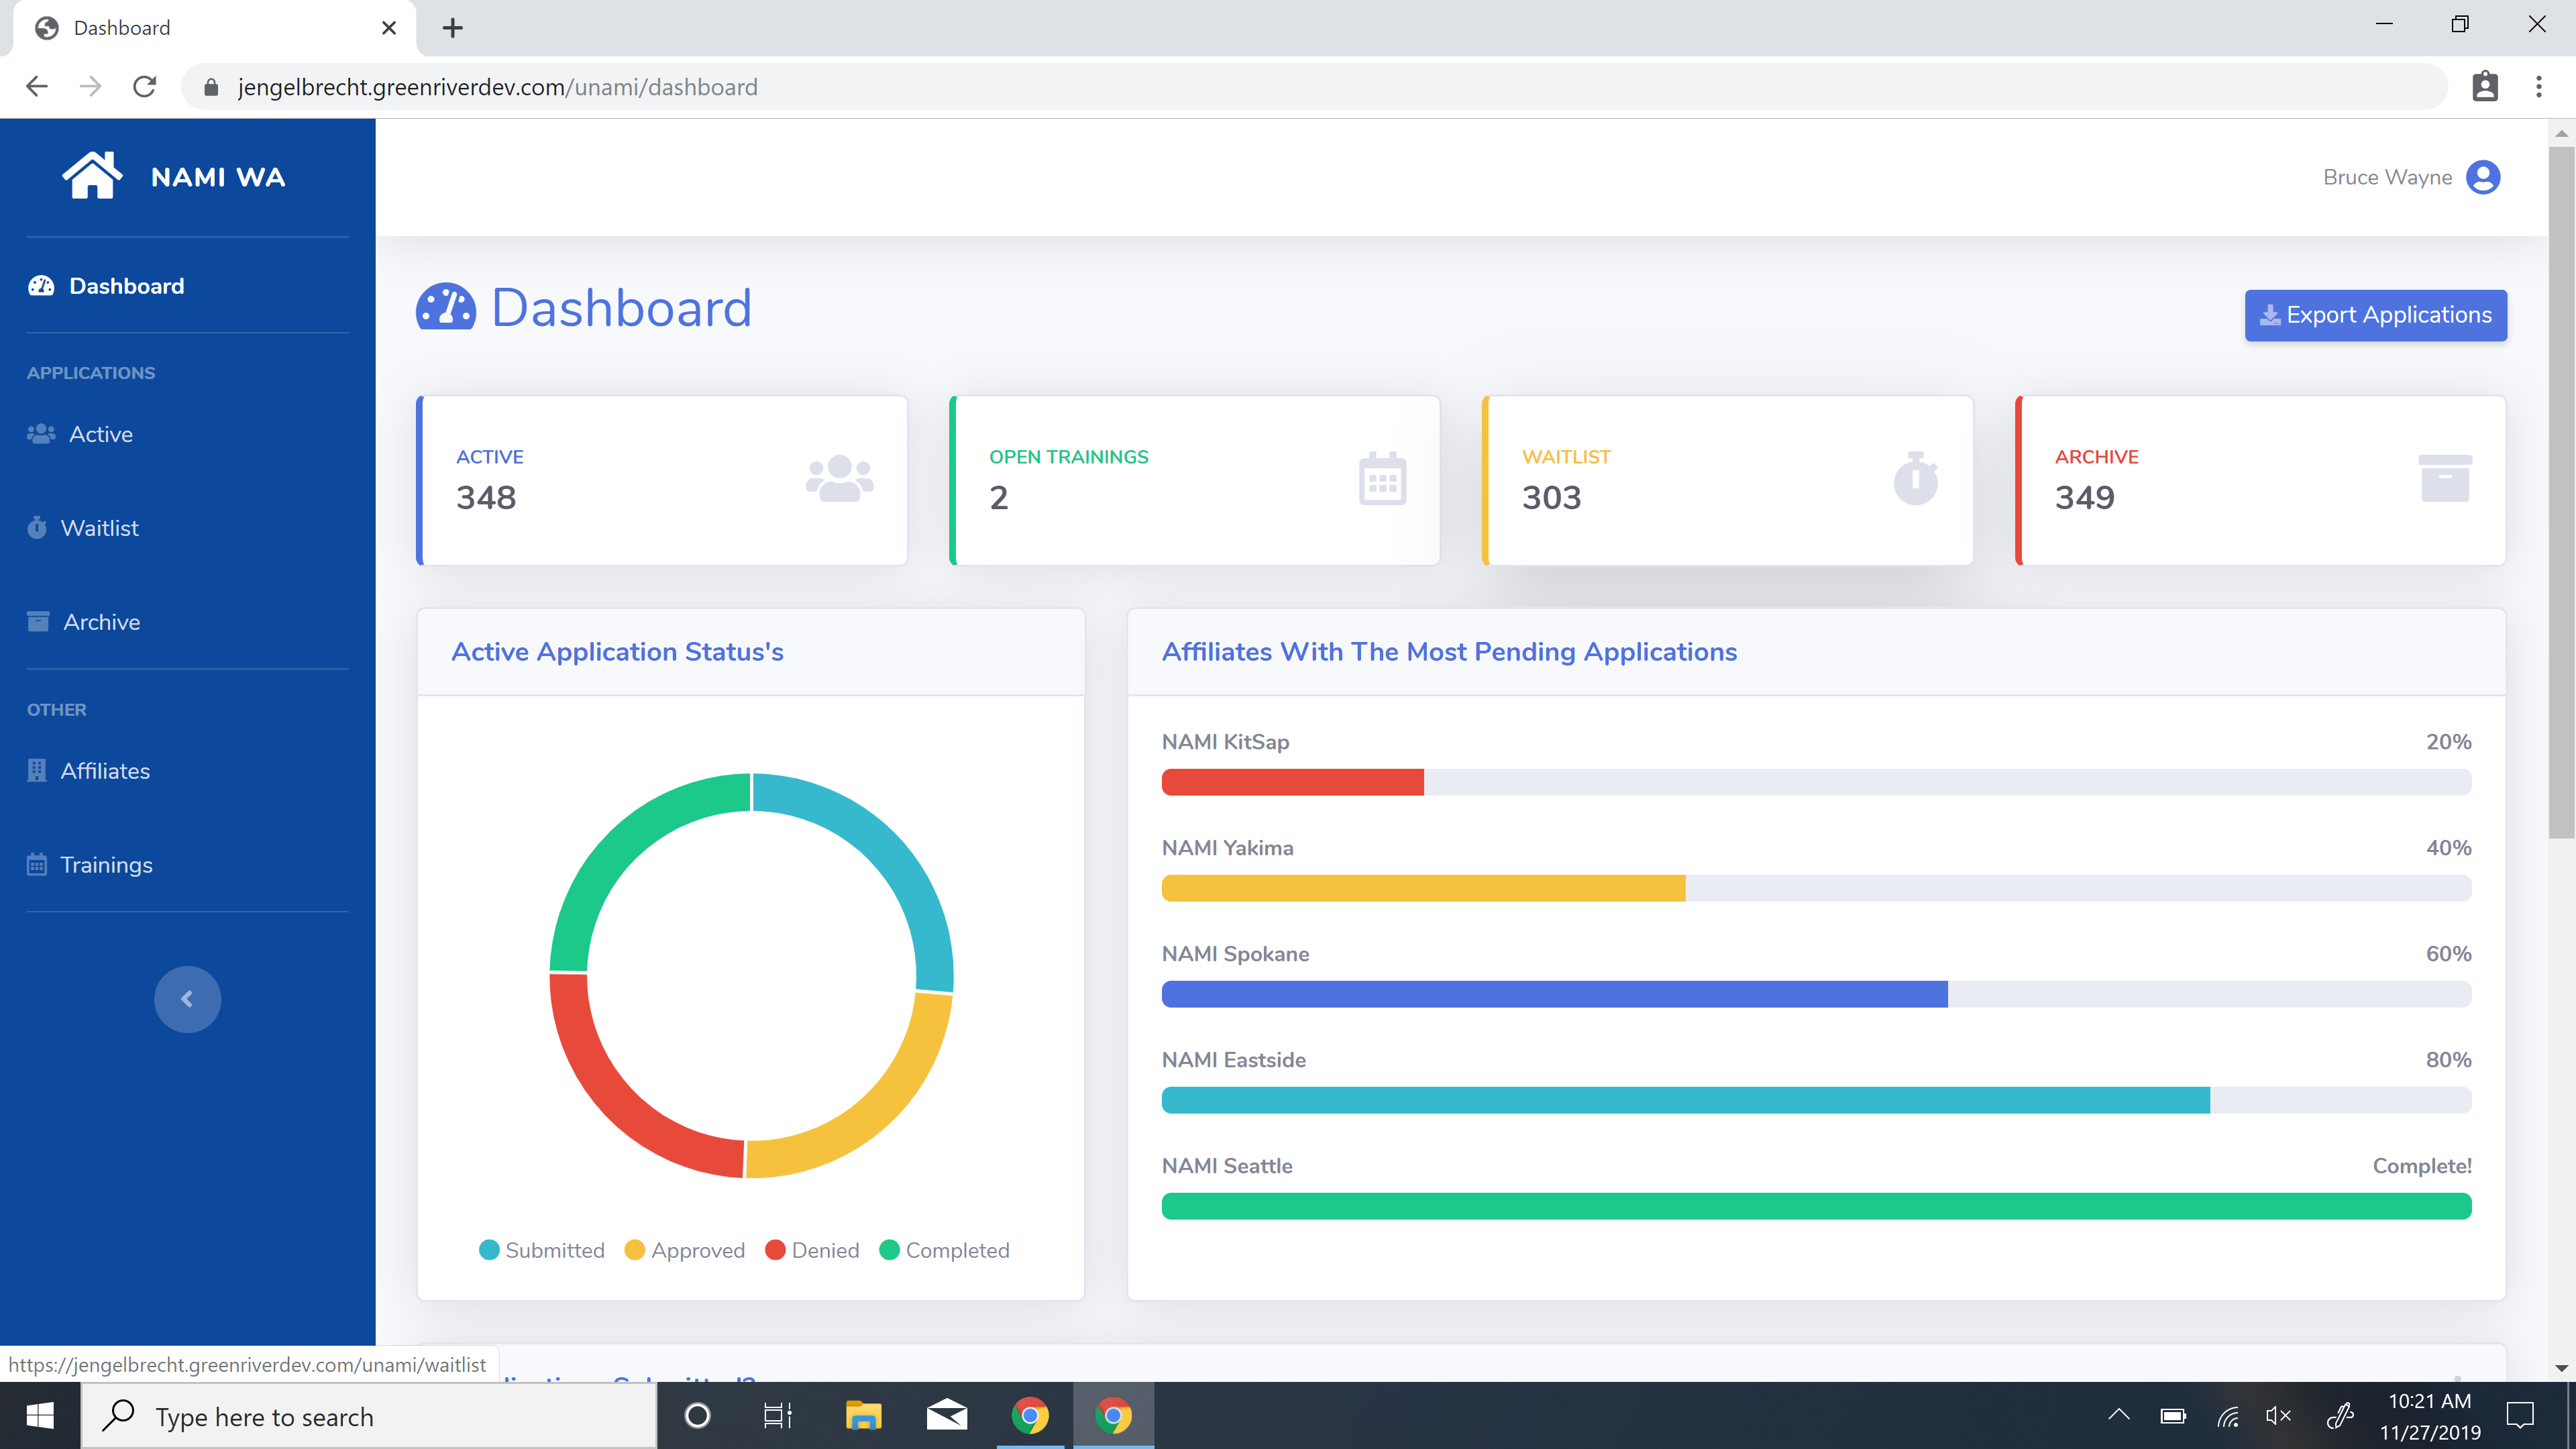 Dashboard
jengelbrecht.greenriverdev.com/unami/dashboard
NAMI WA
Bruce Wayne
Dashboard
APPLICATIONS
Active
Waitlist
Archive
OTHER
Affiliates
Trainings
Dashboard
Export Applications
ACTIVE
348
OPEN TRAININGS
2
WAITLIST
303
ARCHIVE
349
Active Application Status's
Submitted Approved Denied Completed
Affiliates With The Most Pending Applications
NAMI KitSap 20%
NAMI Yakima 40%
NAMI Spokane 60%
NAMI Eastside 80%
NAMI Seattle Complete!
https://jengelbrecht.greenriverdev.com/unami/waitlist
Type here to search
10:21 AM
11/27/2019